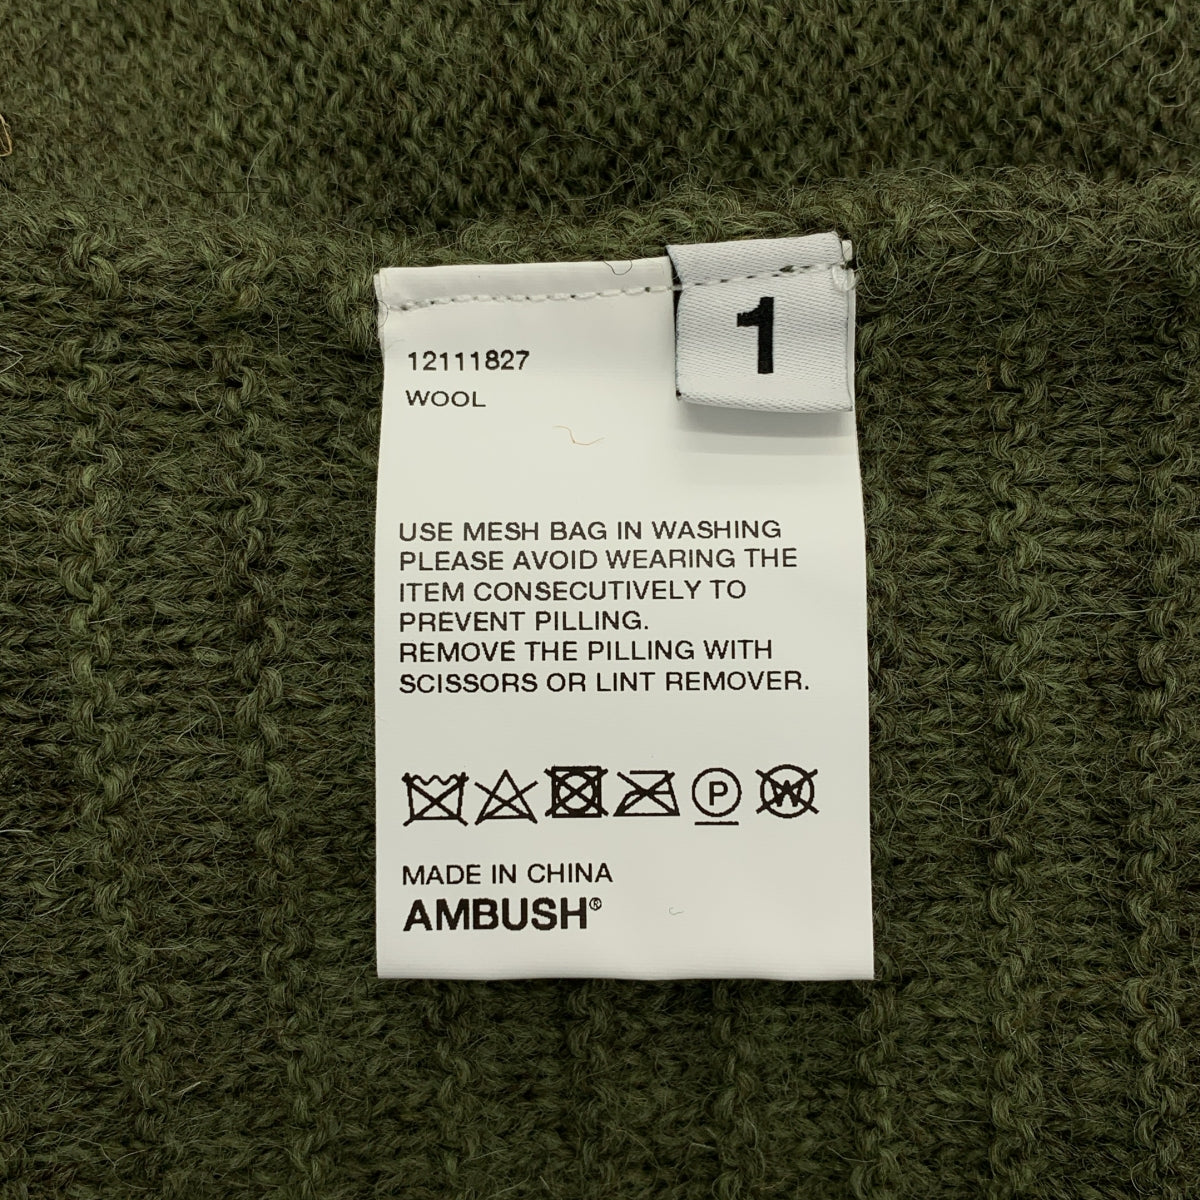 1
12111827
WOOL
USE MESH BAG IN WASHING
PLEASE AVOID WEARING THE
ITEM CONSECUTIVELY TO
PREVENT PILLING.
REMOVE THE PILLING WITH
SCISSORS OR LINT REMOVER.
P W
MADE IN CHINA
AMBUSH®